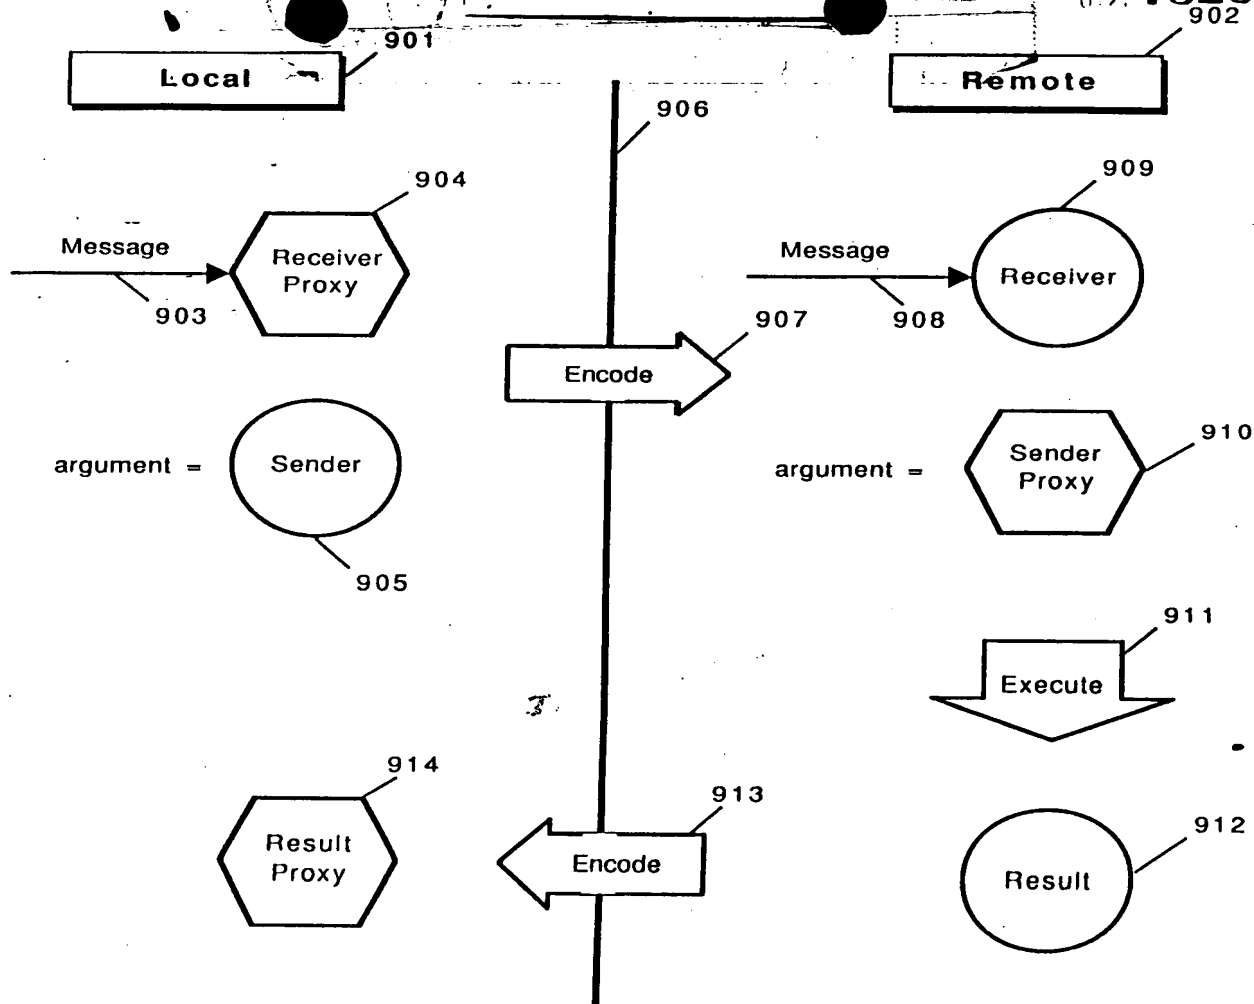 902
901
Local
Remote
906
904
909
Message
Receiver
Proxy
903
Message
Receiver
908
907
Encode
argument =
Sender
905
argument =
Sender
Proxy
910
911
Execute
914
Result
Proxy
913
Encode
912
Result